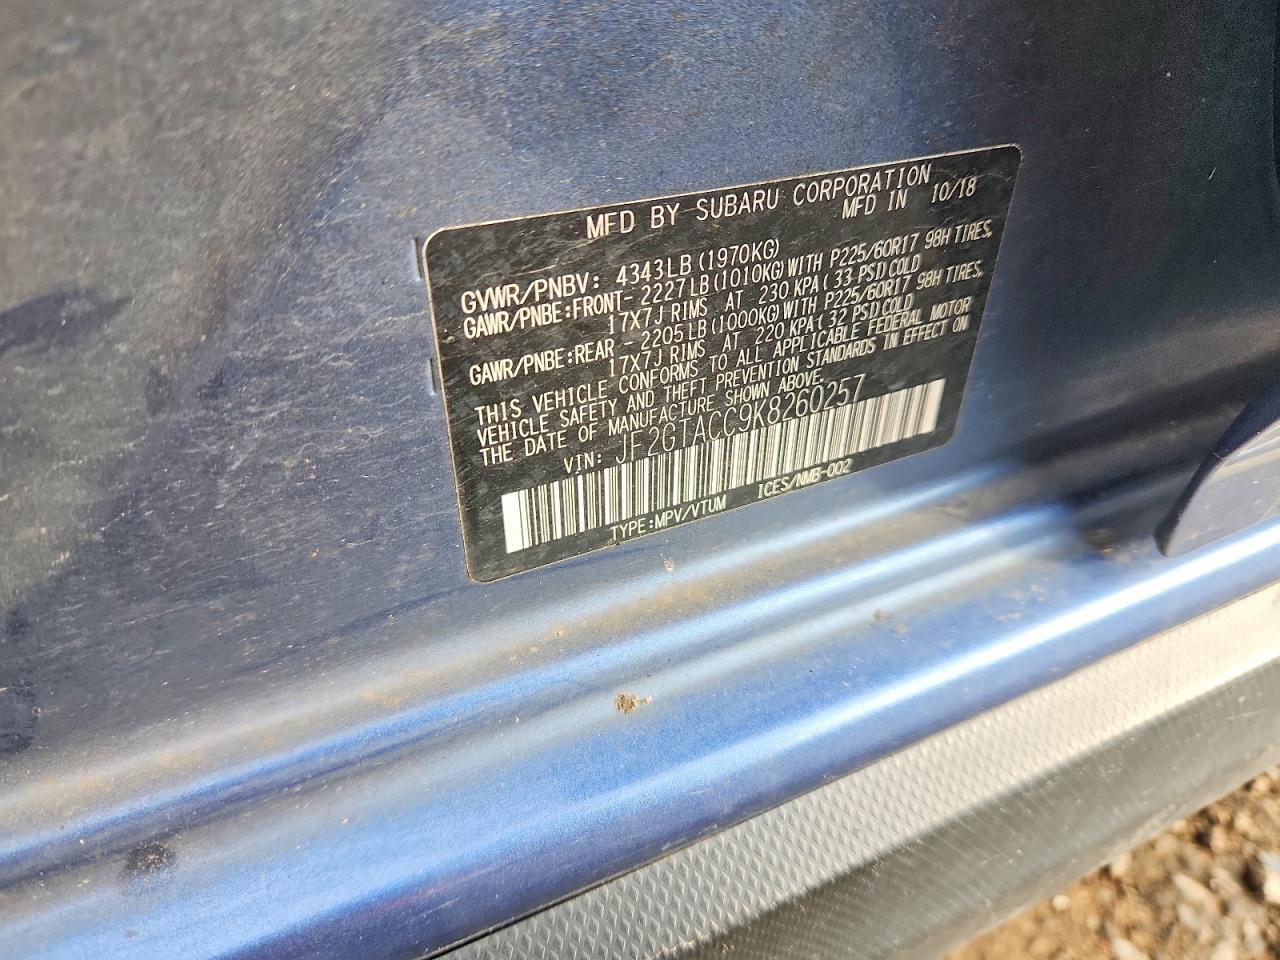 MFD BY SUBARU CORPORATION
MFD IN 10/18
GVWR/PNBV: 4343LB(1970KG)
GAWR/PNBE:FRONT-2227LB(1010KG)WITH P225/60R17 98H TIRES,
17X7J RIMS AT 230 KPA(33 PSI)COLD
GAWR/PNBE:REAR -2205LB(1000KG)WITH P225/60R17 98H TIRES,
17X7J RIMS AT 220 KPA(32 PSI)COLD
THIS VEHICLE CONFORMS TO ALL APPLICABLE FEDERAL MOTOR
VEHICLE SAFETY AND THEFT PREVENTION STANDARDS IN EFFECT ON
THE DATE OF MANUFACTURE SHOWN ABOVE.
VIN: JF2GTACC9K8260257
TYPE:MPV/VTUM ICES/NMB-002